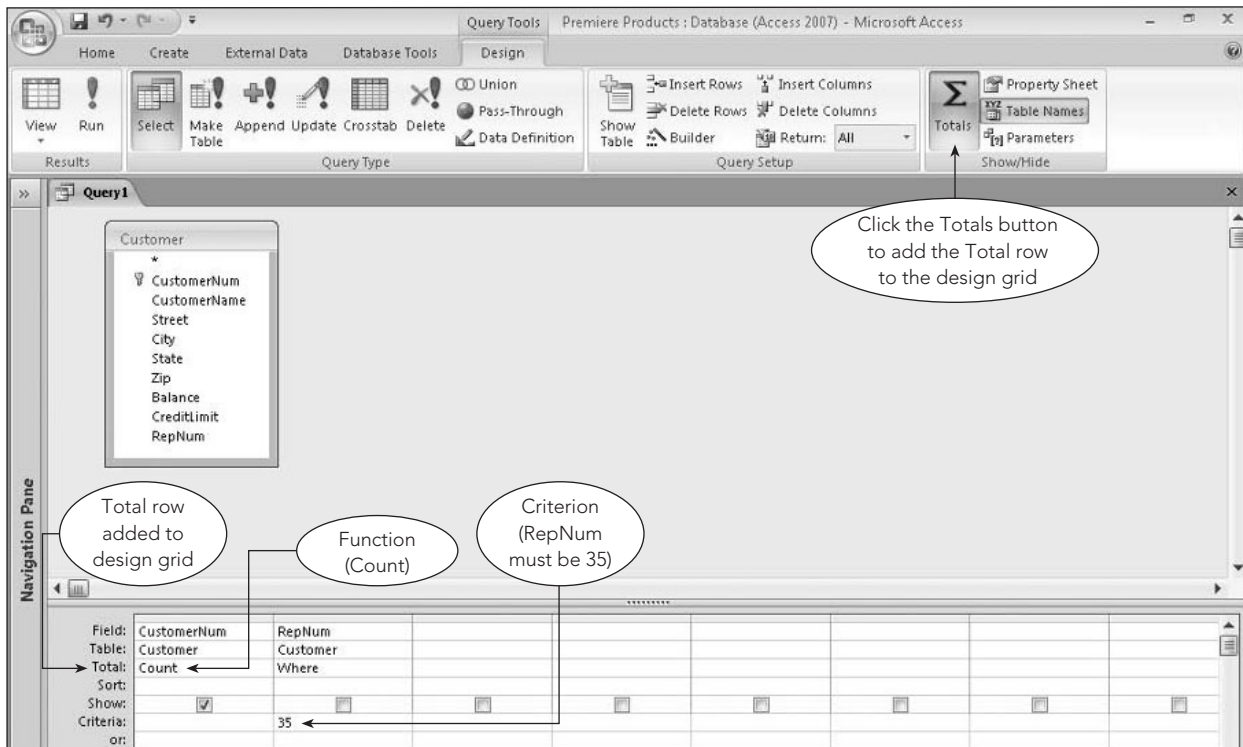 Query Tools
Premiere Products : Database (Access 2007) - Microsoft Access
Home
Create
External Data
Database Tools
Design
View
Run
Results
Select
Make Table
Append
Update
Crosstab
Delete
Union
Pass-Through
Data Definition
Query Type
Show Table
Insert Rows
Delete Rows
Builder
Insert Columns
Delete Columns
Return: All
Query Setup
Σ
Totals
Property Sheet
XYZ
Table Names
[?] Parameters
Show/Hide
» Query1
Click the Totals button
to add the Total row
to the design grid
Customer
*
CustomerNum
CustomerName
Street
City
State
Zip
Balance
CreditLimit
RepNum
Navigation Pane
Total row
added to
design grid
Function
(Count)
Criterion
(RepNum
must be 35)
Field: CustomerNum RepNum
Table: Customer Customer
Total: Count Where
Sort:
Show:
Criteria: 35
or: